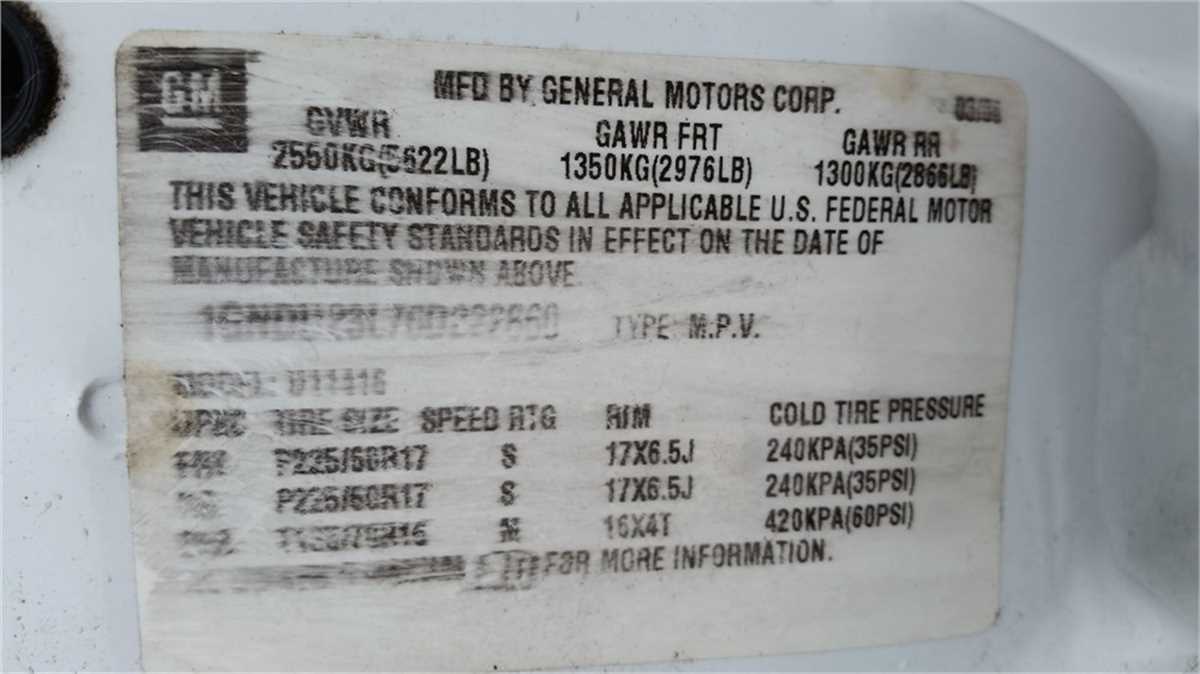 GM
MFD BY GENERAL MOTORS CORP.
GVWR GAWR FRT GAWR RR
2550KG(5622LB) 1350KG(2976LB) 1300KG(2866LB)
THIS VEHICLE CONFORMS TO ALL APPLICABLE U.S. FEDERAL MOTOR
VEHICLE SAFETY STANDARDS IN EFFECT ON THE DATE OF
MANUFACTURE SHOWN ABOVE
TYPE: M.P.V.
MODEL:
TIRE SIZE SPEED RTG RIM COLD TIRE PRESSURE
P225/60R17 S 17X6.5J 240KPA(35PSI)
P225/60R17 S 17X6.5J 240KPA(35PSI)
M 16X4T 420KPA(60PSI)
FOR MORE INFORMATION.